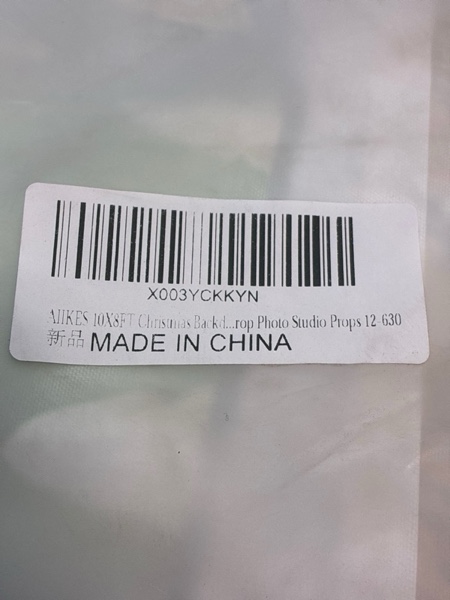 X003YCKKYN
AIIKES 10X8FT Christmas Backd...rop Photo Studio Props 12-630
新品 MADE IN CHINA